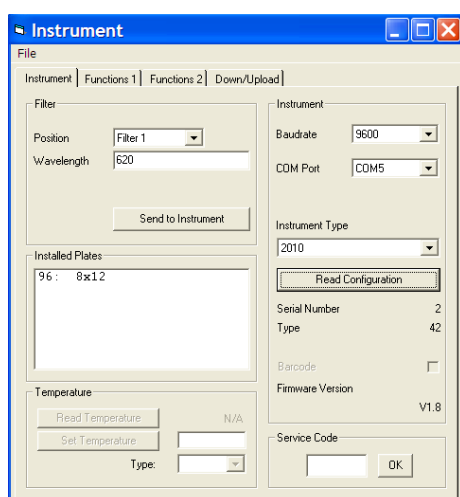 Instrument
File
Instrument Functions 1 Functions 2 Down/Upload
Filter
Position Filter 1
Wavelength 620
Send to Instrument
Installed Plates
96: 8x12
Temperature
Read Temperature N/A
Set Temperature
Type:
Instrument
Baudrate 9600
COM Port COM5
Instrument Type
2010
Read Configuration
Serial Number 2
Type 42
Barcode
Firmware Version
V1.8
Service Code
OK